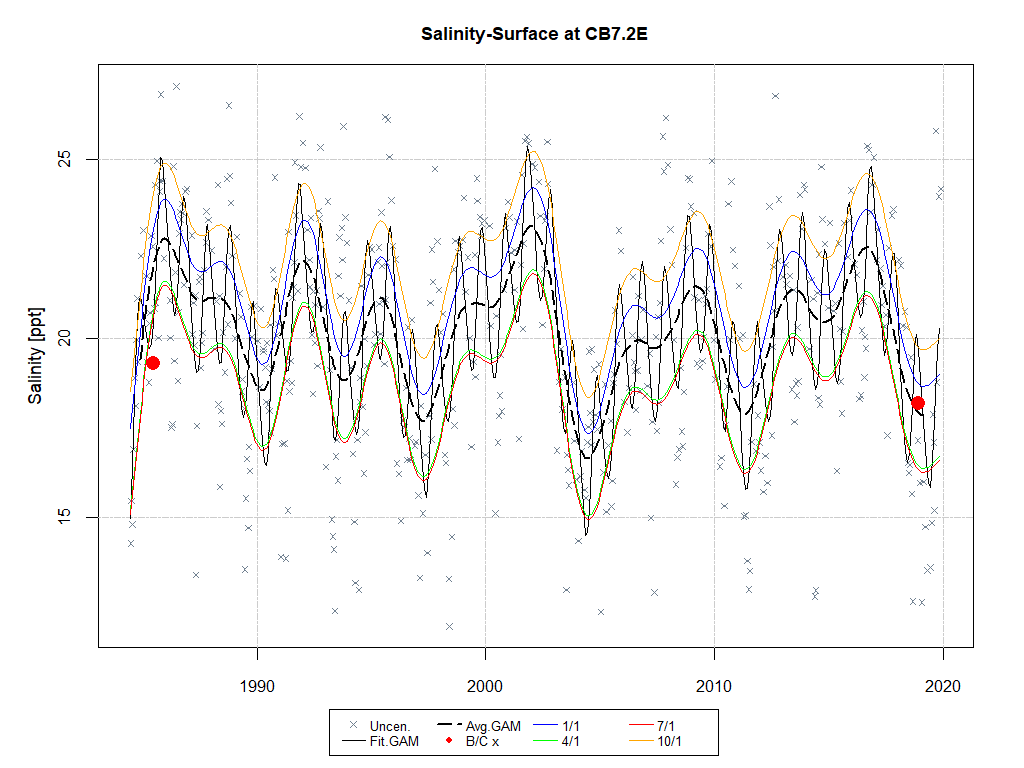 Salinity-Surface at CB7.2E
Salinity [ppt]
25
20
15
1990 2000 2010 2020
Uncen. Avg.GAM 1/1 7/1
Fit.GAM B/C x 4/1 10/1